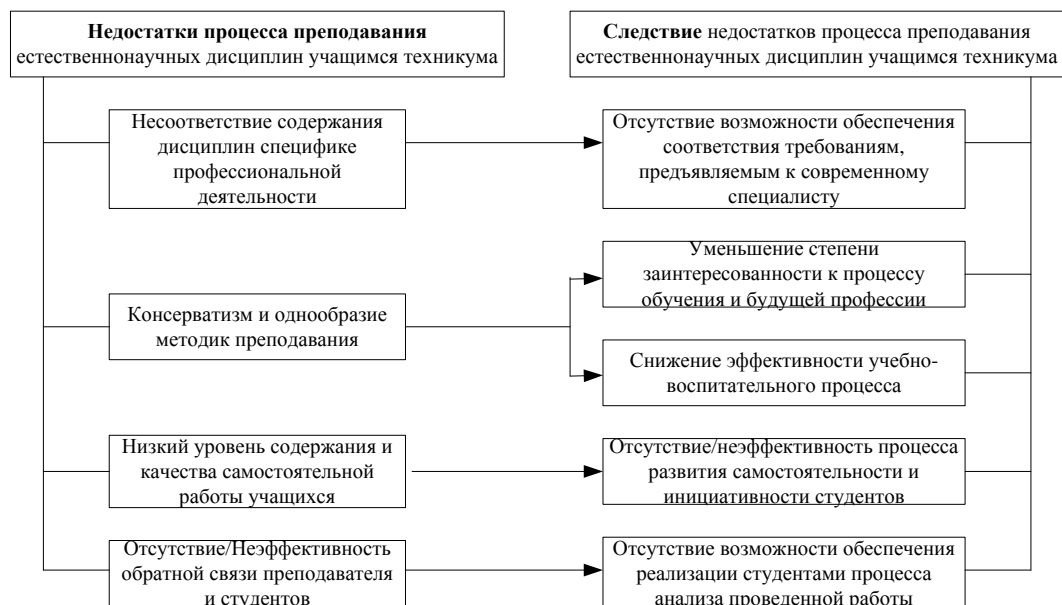 Недостатки процесса преподавания
естественнонаучных дисциплин учащимся техникума
Следствие недостатков процесса преподавания
естественнонаучных дисциплин учащимся техникума
Несоответствие содержания
дисциплин специфике
профессиональной
деятельности
Отсутствие возможности обеспечения
соответствия требованиям,
предъявляемым к современному
специалисту
Консерватизм и однообразие
методик преподавания
Уменьшение степени
заинтересованности к процессу
обучения и будущей профессии
Снижение эффективности учебно-
воспитательного процесса
Низкий уровень содержания и
качества самостоятельной
работы учащихся
Отсутствие/неэффективность процесса
развития самостоятельности и
инициативности студентов
Отсутствие/Неэффективность
обратной связи преподавателя
и студентов
Отсутствие возможности обеспечения
реализации студентами процесса
анализа проведенной работы